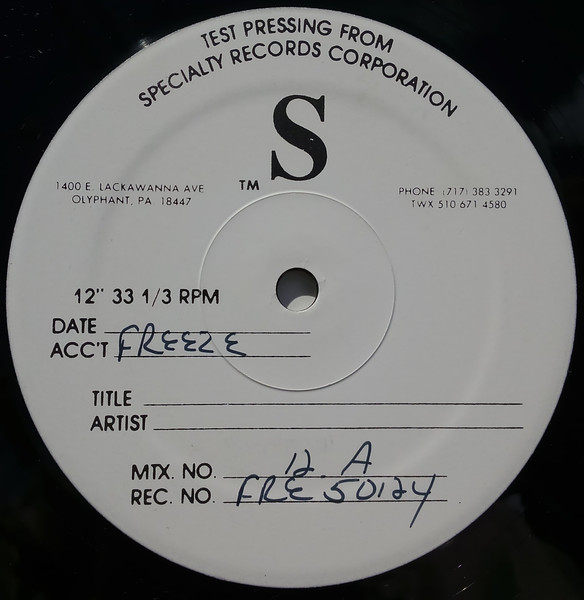 TEST PRESSING FROM
SPECIALTY RECORDS CORPORATION
S
TM
1400 E. LACKAWANNA AVE
OLYPHANT, PA 18447
PHONE (717) 383 3291
TWX 510 671 4580
12" 33 1/3 RPM
DATE
ACC'T FREEZE
TITLE
ARTIST
MTX. NO. 12 A
REC. NO. FRE 50124